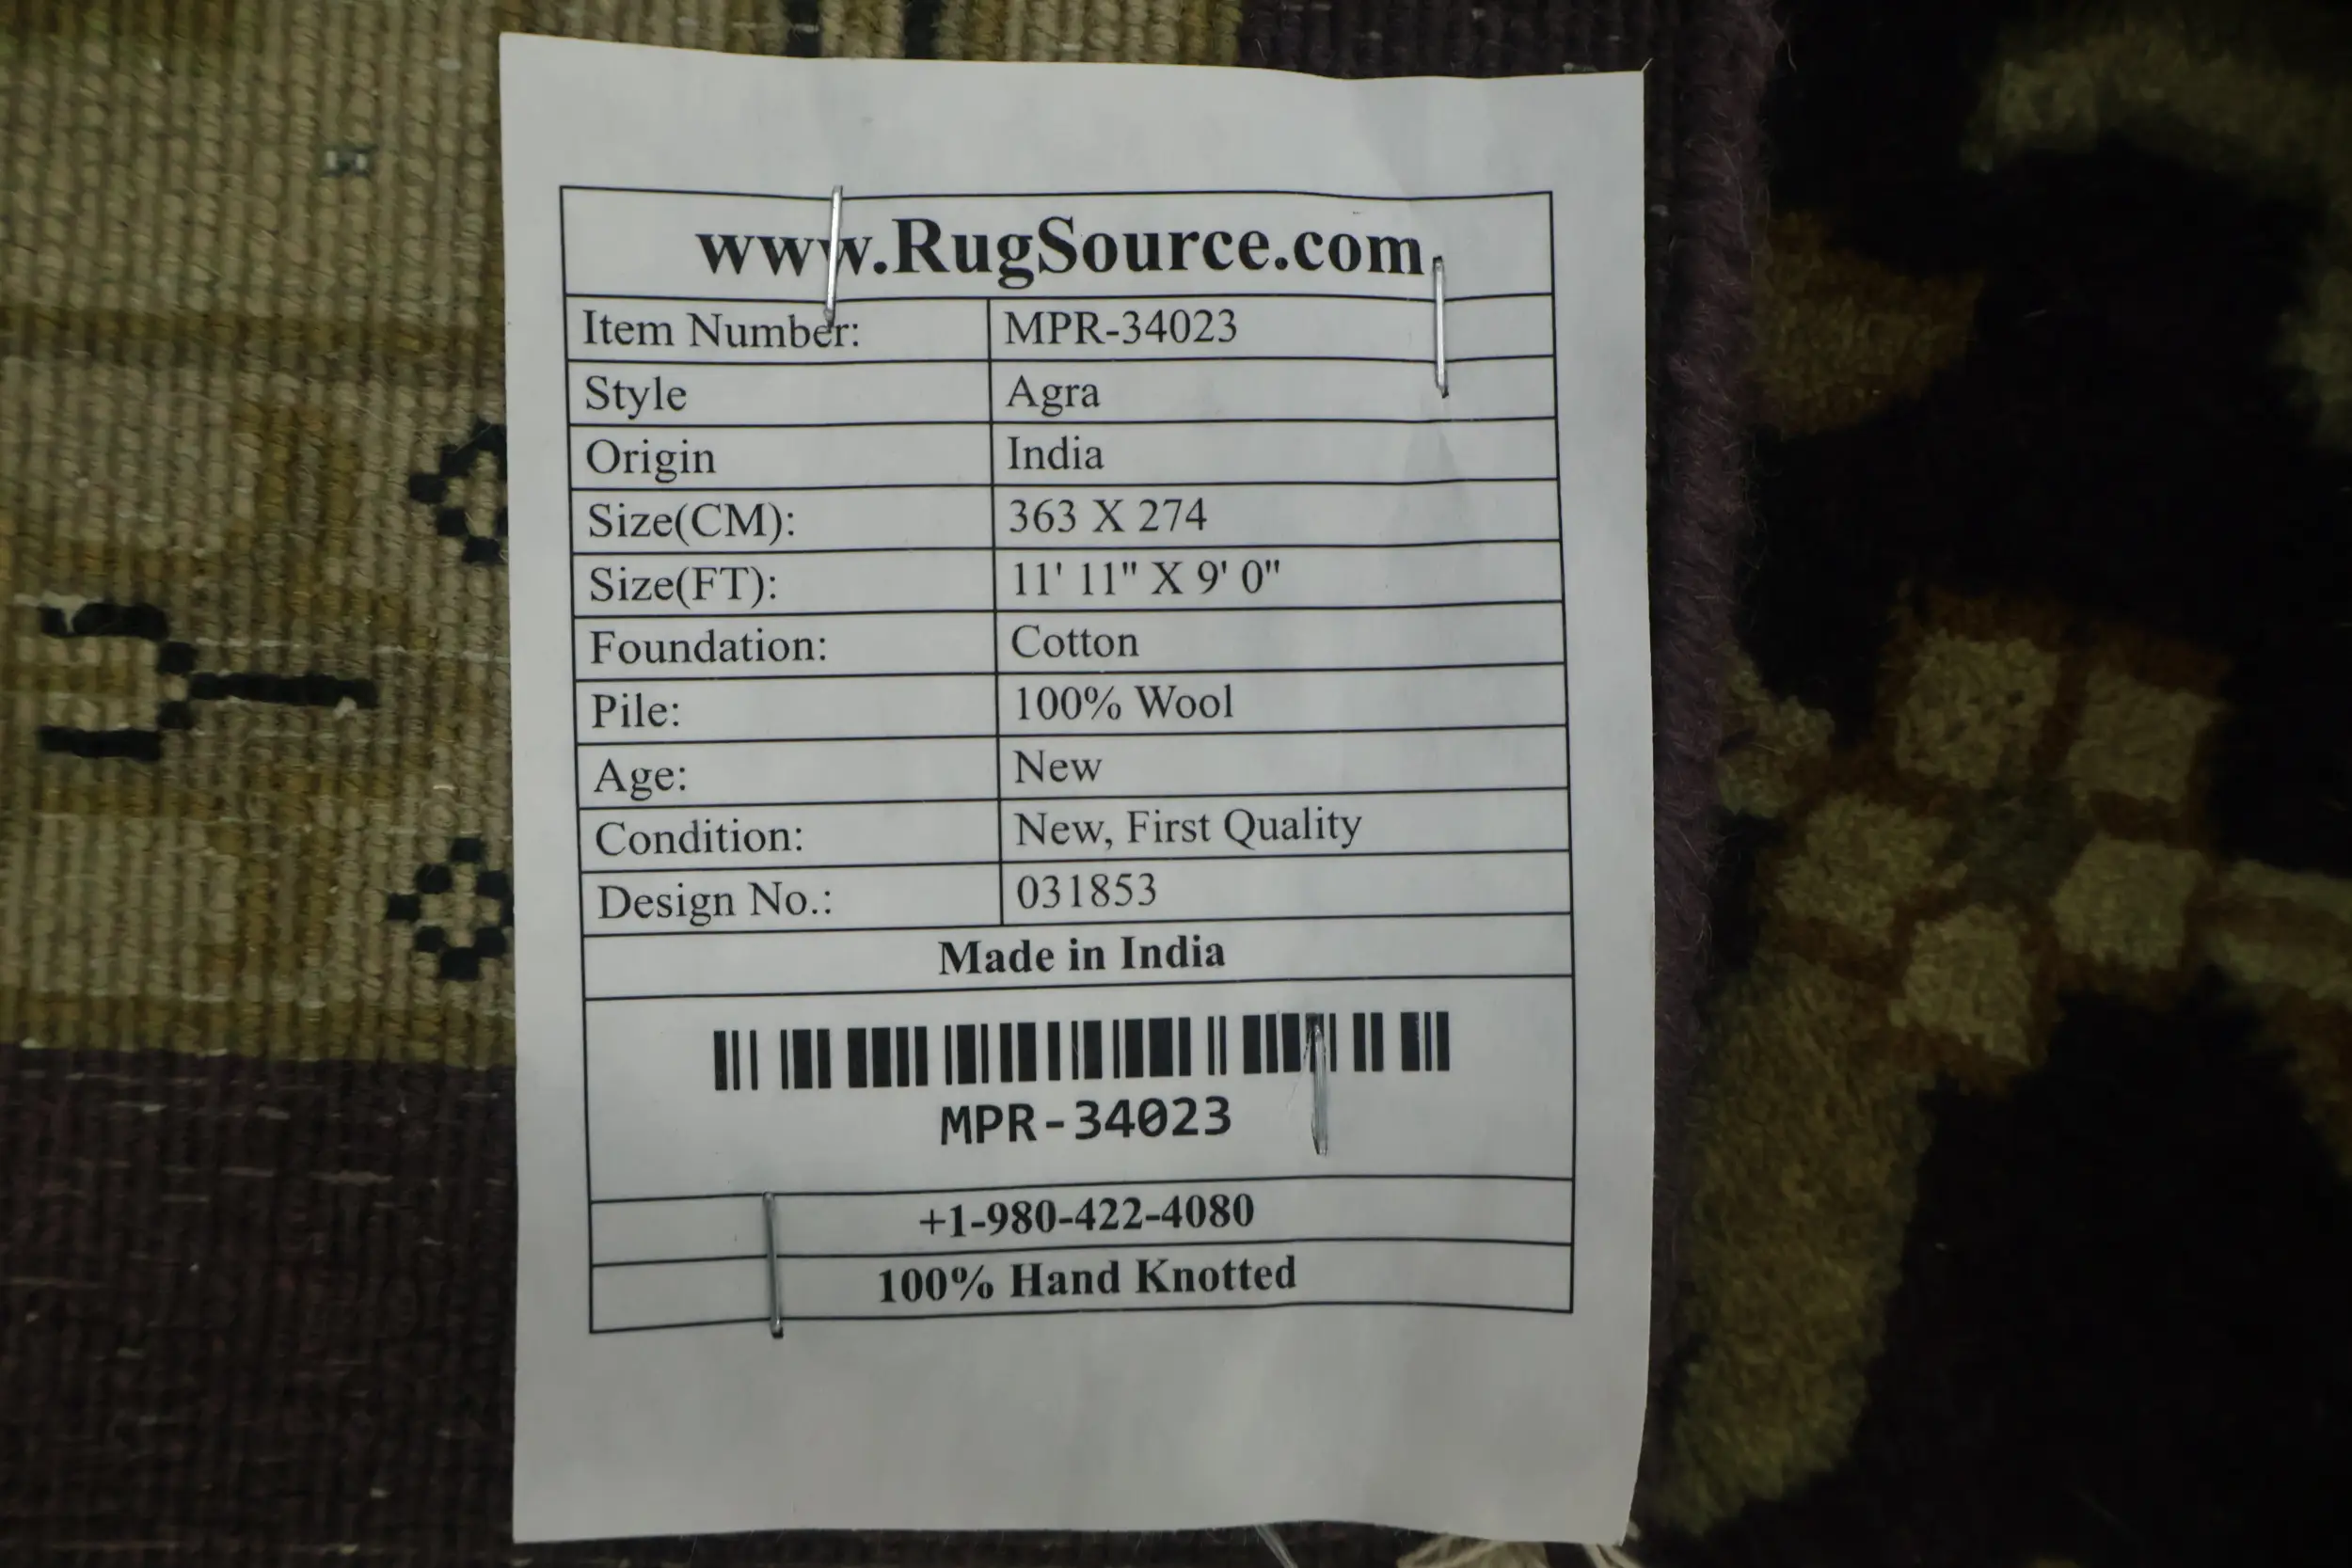 www.RugSource.com
Item Number: MPR-34023
Style Agra
Origin India
Size(CM): 363 X 274
Size(FT): 11' 11" X 9' 0"
Foundation: Cotton
Pile: 100% Wool
Age: New
Condition: New, First Quality
Design No.: 031853
Made in India
MPR-34023
+1-980-422-4080
100% Hand Knotted